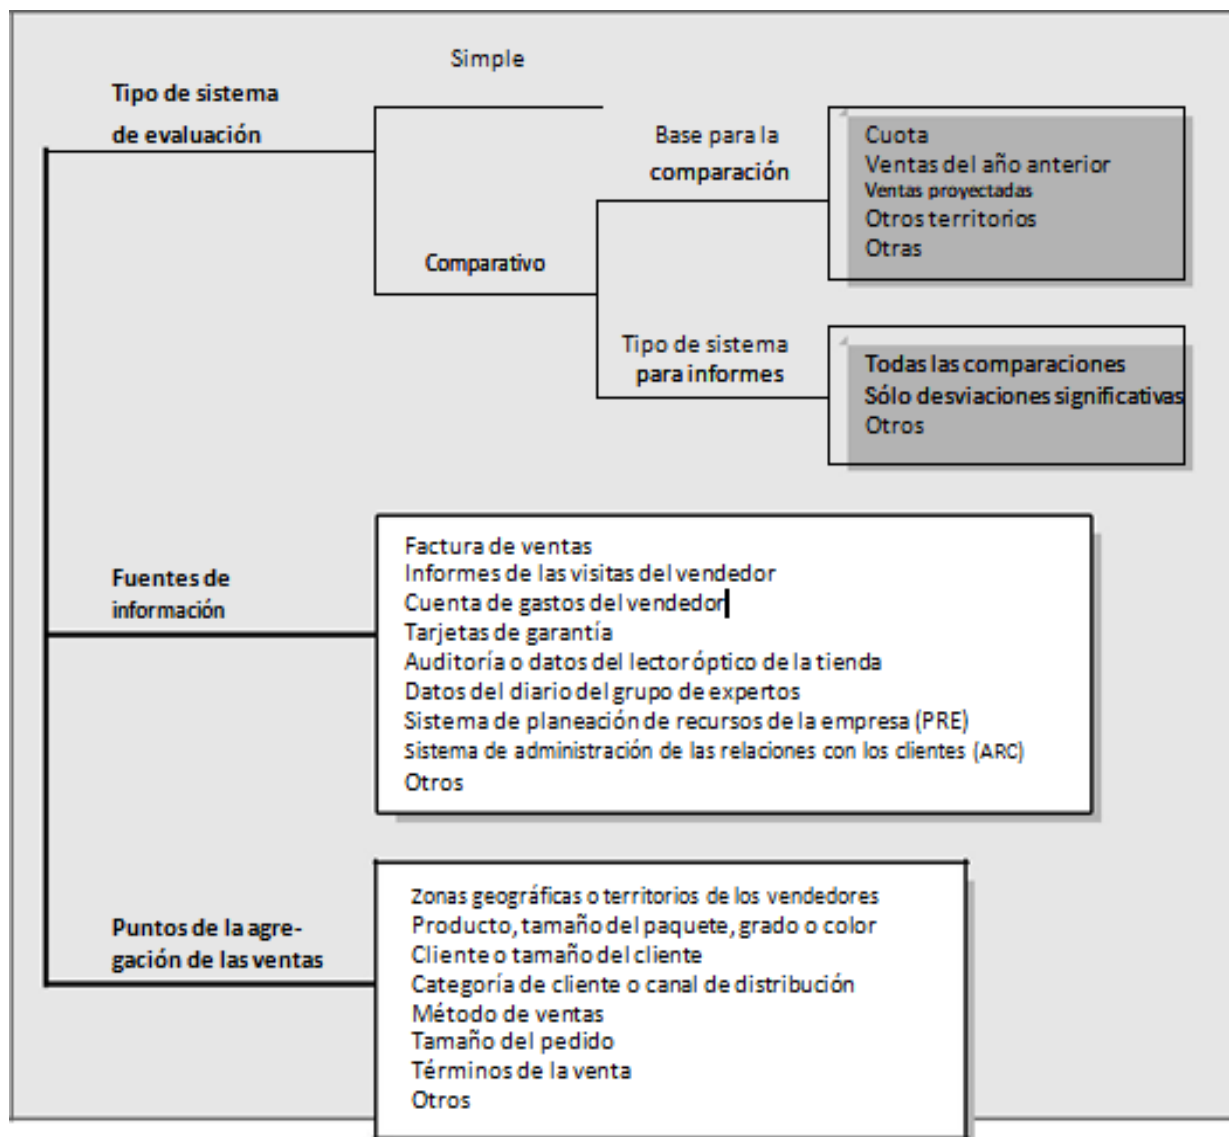 Simple
Tipo de sistema
de evaluación
Base para la
comparación
Cuota
Ventas del año anterior
Ventas proyectadas
Otros territorios
Otras
Comparativo
Tipo de sistema
para informes
Todas las comparaciones
Sólo desviaciones significativas
Otros
Fuentes de
información
Factura de ventas
Informes de las visitas del vendedor
Cuenta de gastos del vendedor
Tarjetas de garantía
Auditoría o datos del lector óptico de la tienda
Datos del diario del grupo de expertos
Sistema de planeación de recursos de la empresa (PRE)
Sistema de administración de las relaciones con los clientes (ARC)
Otros
Puntos de la agre-
gación de las ventas
Zonas geográficas o territorios de los vendedores
Producto, tamaño del paquete, grado o color
Cliente o tamaño del cliente
Categoría de cliente o canal de distribución
Método de ventas
Tamaño del pedido
Términos de la venta
Otros